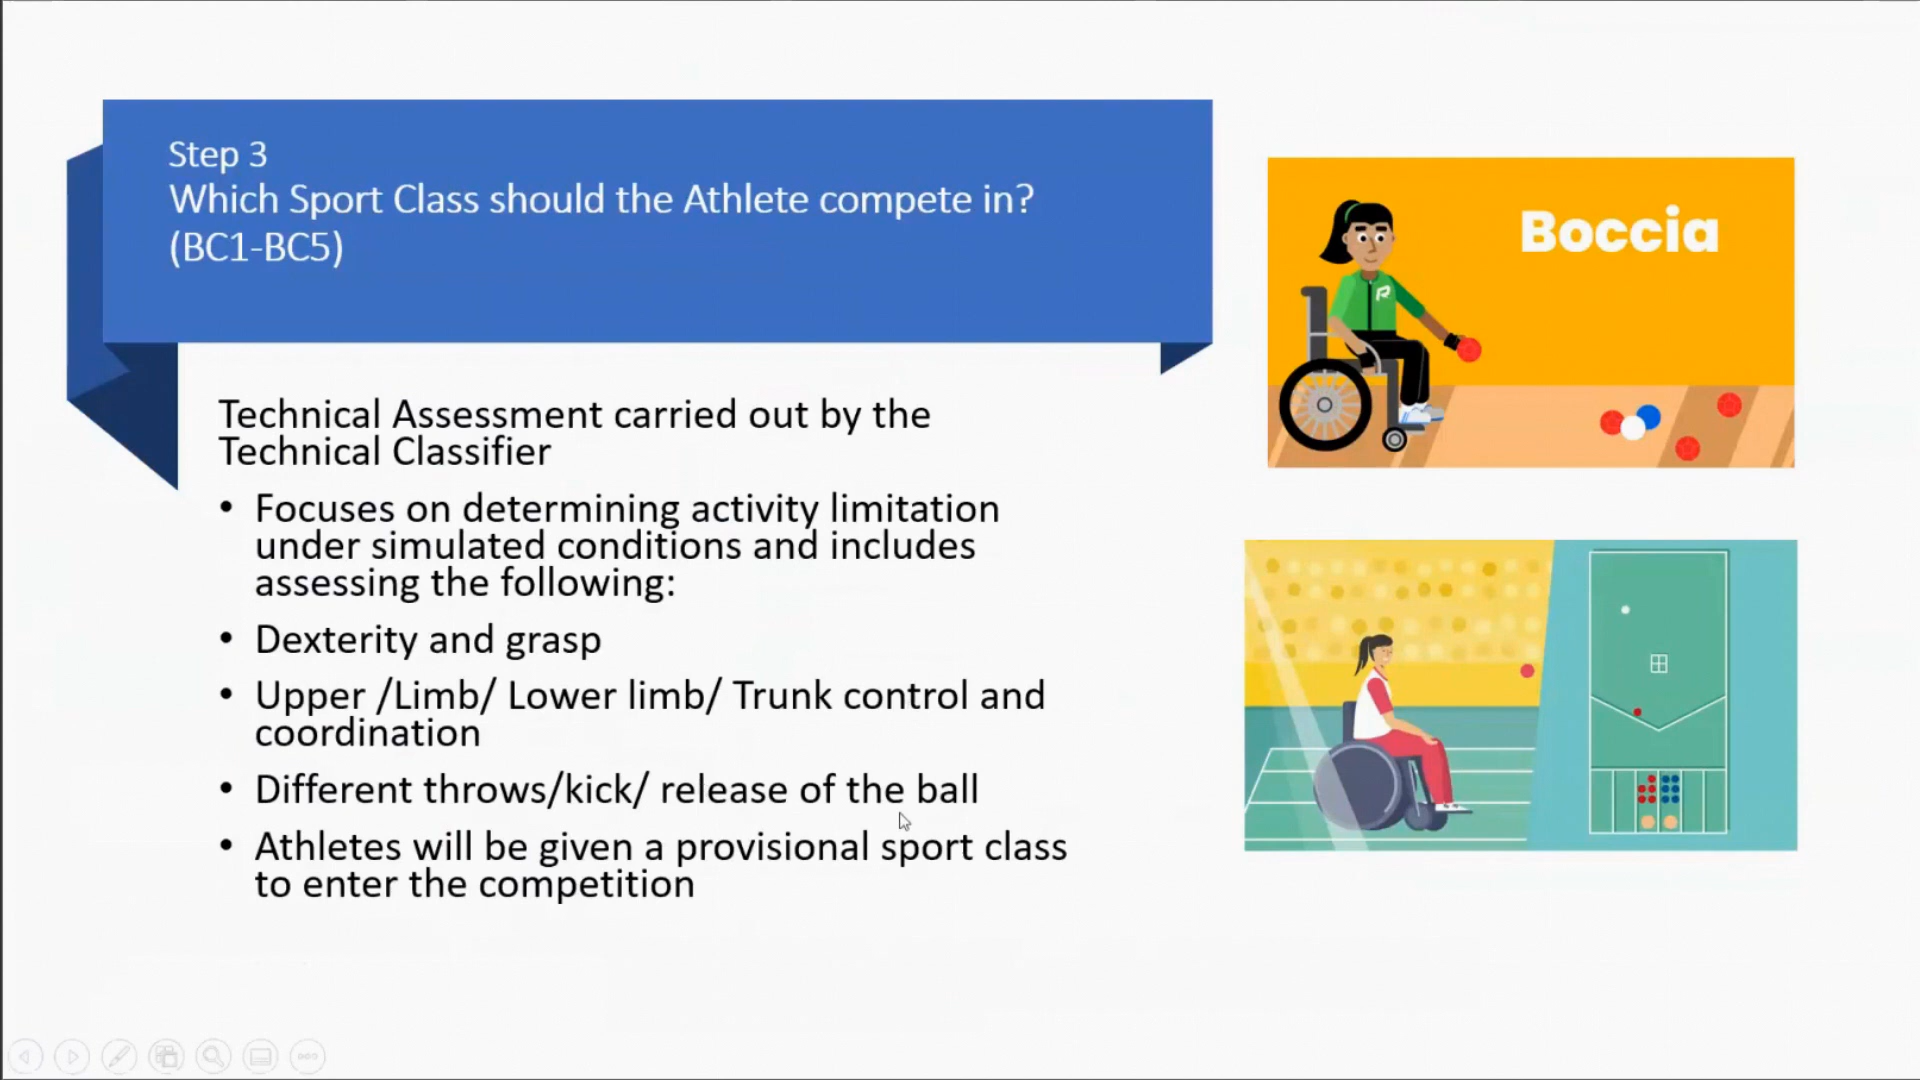 Step 3
Which Sport Class should the Athlete compete in?
(BC1-BC5)
Boccia
Technical Assessment carried out by the
Technical Classifier
• Focuses on determining activity limitation
under simulated conditions and includes
assessing the following:
• Dexterity and grasp
• Upper /Limb/ Lower limb/ Trunk control and
coordination
• Different throws/kick/ release of the ball
• Athletes will be given a provisional sport class
to enter the competition